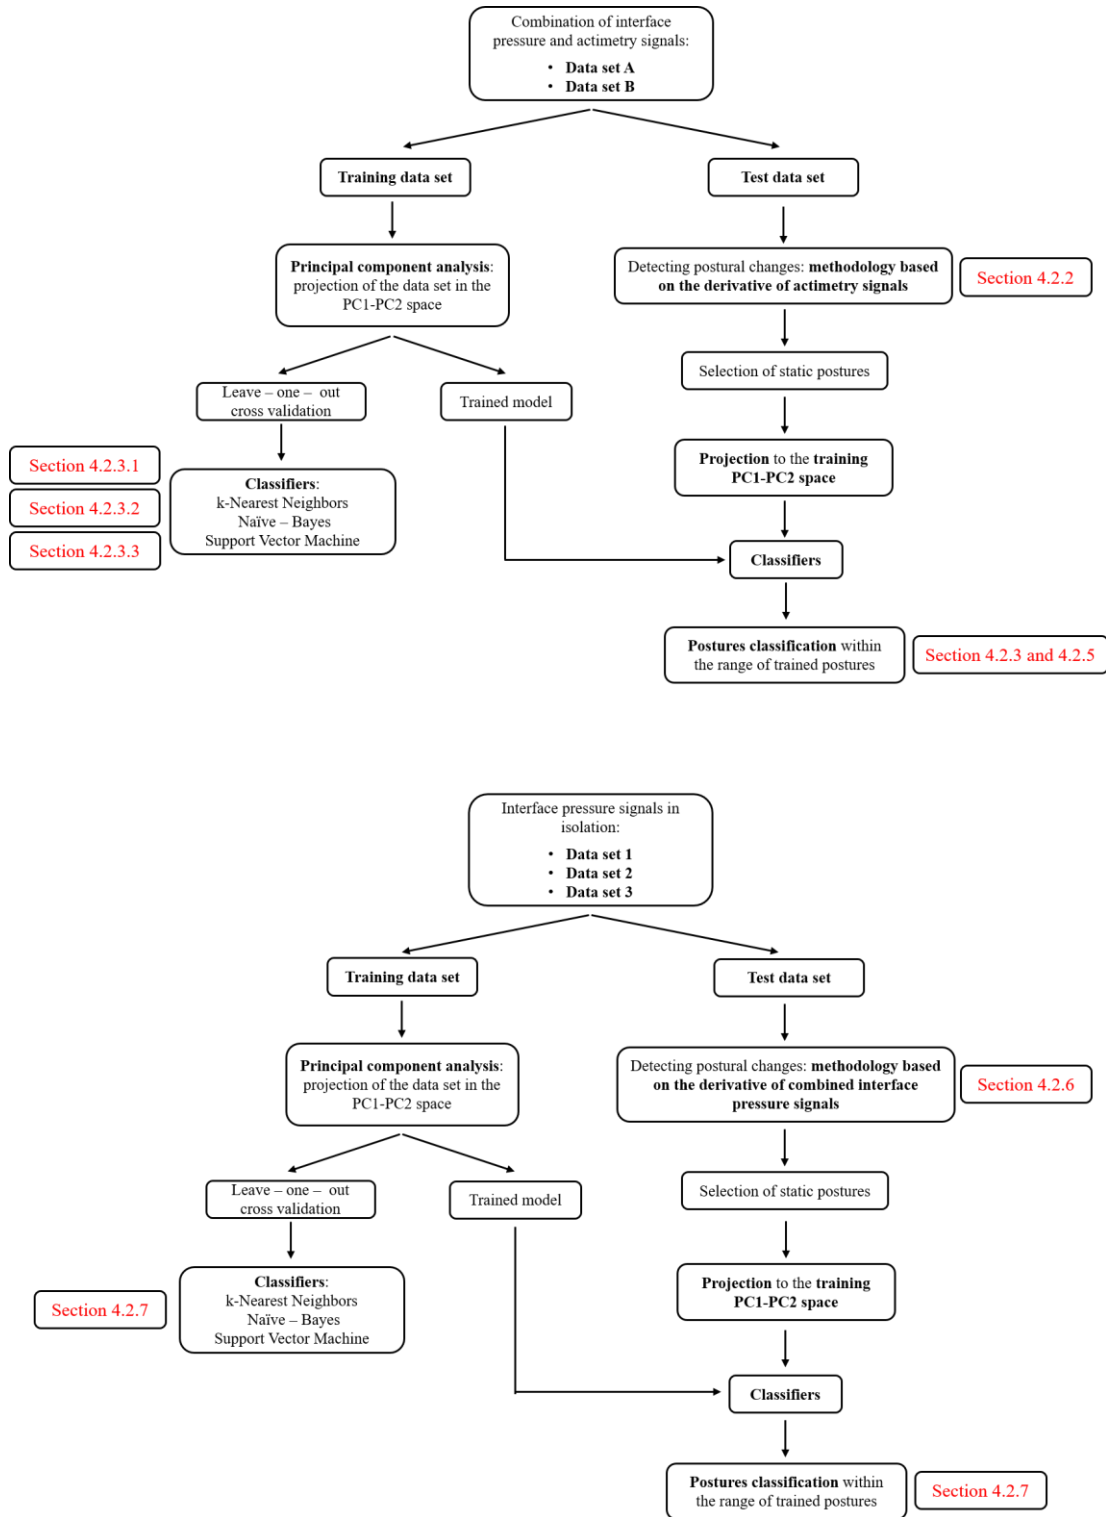 Combination of interface
pressure and actimetry signals:
• Data set A
• Data set B
Training data set
Test data set
Principal component analysis:
projection of the data set in the
PC1-PC2 space
Detecting postural changes: methodology based
on the derivative of actimetry signals
Section 4.2.2
Selection of static postures
Leave – one – out
cross validation
Trained model
Section 4.2.3.1
Section 4.2.3.2
Section 4.2.3.3
Classifiers:
k-Nearest Neighbors
Naïve – Bayes
Support Vector Machine
Projection to the training
PC1-PC2 space
Classifiers
Postures classification within
the range of trained postures
Section 4.2.3 and 4.2.5
Interface pressure signals in
isolation:
• Data set 1
• Data set 2
• Data set 3
Training data set
Test data set
Principal component analysis:
projection of the data set in the
PC1-PC2 space
Detecting postural changes: methodology based
on the derivative of combined interface
pressure signals
Section 4.2.6
Leave – one – out
cross validation
Trained model
Selection of static postures
Section 4.2.7
Classifiers:
k-Nearest Neighbors
Naïve – Bayes
Support Vector Machine
Projection to the training
PC1-PC2 space
Classifiers
Postures classification within
the range of trained postures
Section 4.2.7